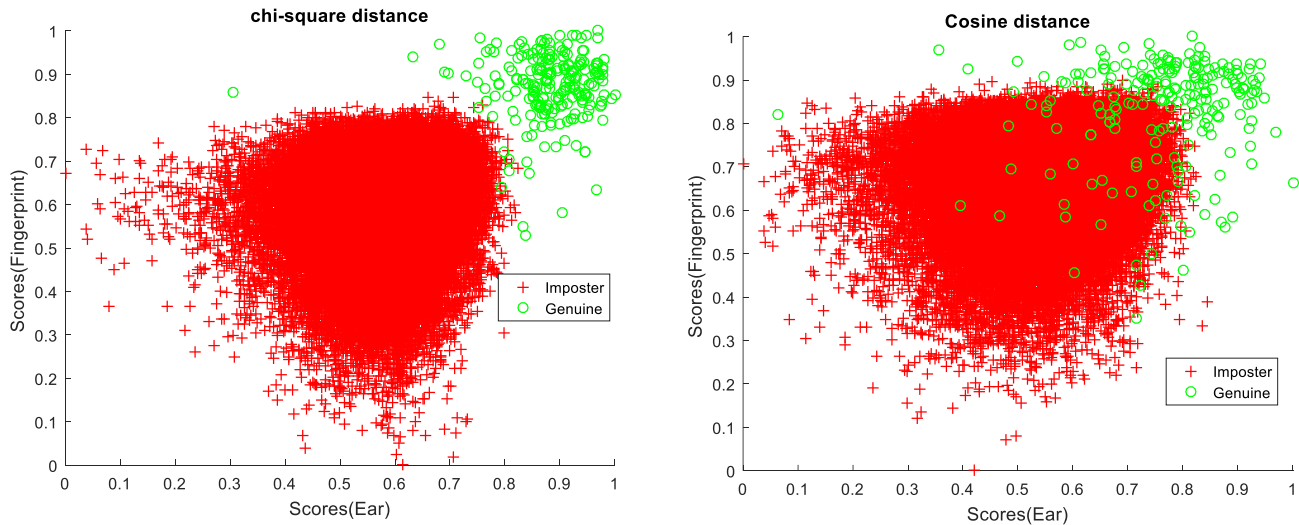 chi-square distance
1
0.9
0.8
0.7
0.6
0.5
0.4
0.3
0.2
0.1
0
Scores(Fingerprint)
Imposter
Genuine
0 0.1 0.2 0.3 0.4 0.5 0.6 0.7 0.8 0.9 1
Scores(Ear)
Cosine distance
1
0.9
0.8
0.7
0.6
0.5
0.4
0.3
0.2
0.1
0
Scores(Fingerprint)
Imposter
Genuine
0 0.1 0.2 0.3 0.4 0.5 0.6 0.7 0.8 0.9 1
Scores(Ear)